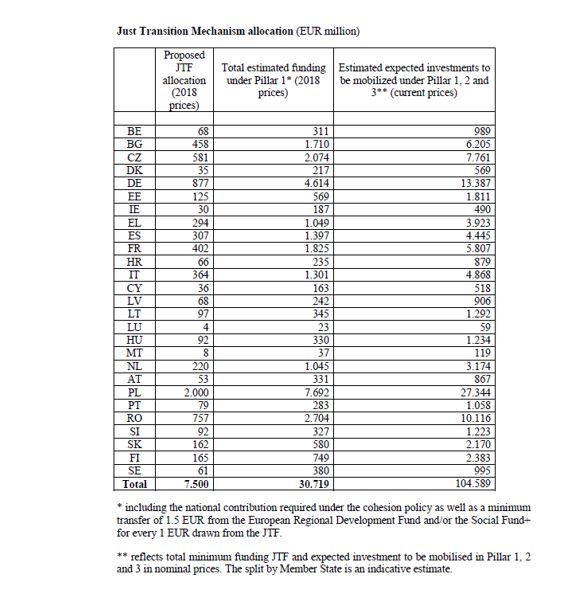 Just Transition Mechanism allocation (EUR million)
Proposed JTF allocation (2018 prices) Total estimated funding under Pillar 1* (2018 prices) Estimated expected investments to be mobilized under Pillar 1, 2 and 3** (current prices)
BE 68 311 989
BG 458 1.710 6.205
CZ 581 2.074 7.761
DK 35 217 569
DE 877 4.614 13.387
EE 125 569 1.811
IE 30 187 490
EL 294 1.049 3.923
ES 307 1.397 4.445
FR 402 1.825 5.807
HR 66 235 879
IT 364 1.301 4.868
CY 36 163 518
LV 68 242 906
LT 97 345 1.292
LU 4 23 59
HU 92 330 1.234
MT 8 37 119
NL 220 1.045 3.174
AT 53 331 867
PL 2.000 7.692 27.344
PT 79 283 1.058
RO 757 2.704 10.116
SI 92 327 1.223
SK 162 580 2.170
FI 165 749 2.383
SE 61 380 995
Total 7.500 30.719 104.589
* including the national contribution required under the cohesion policy as well as a minimum
transfer of 1.5 EUR from the European Regional Development Fund and/or the Social Fund+
for every 1 EUR drawn from the JTF.
** reflects total minimum funding JTF and expected investment to be mobilised in Pillar 1, 2
and 3 in nominal prices. The split by Member State is an indicative estimate.